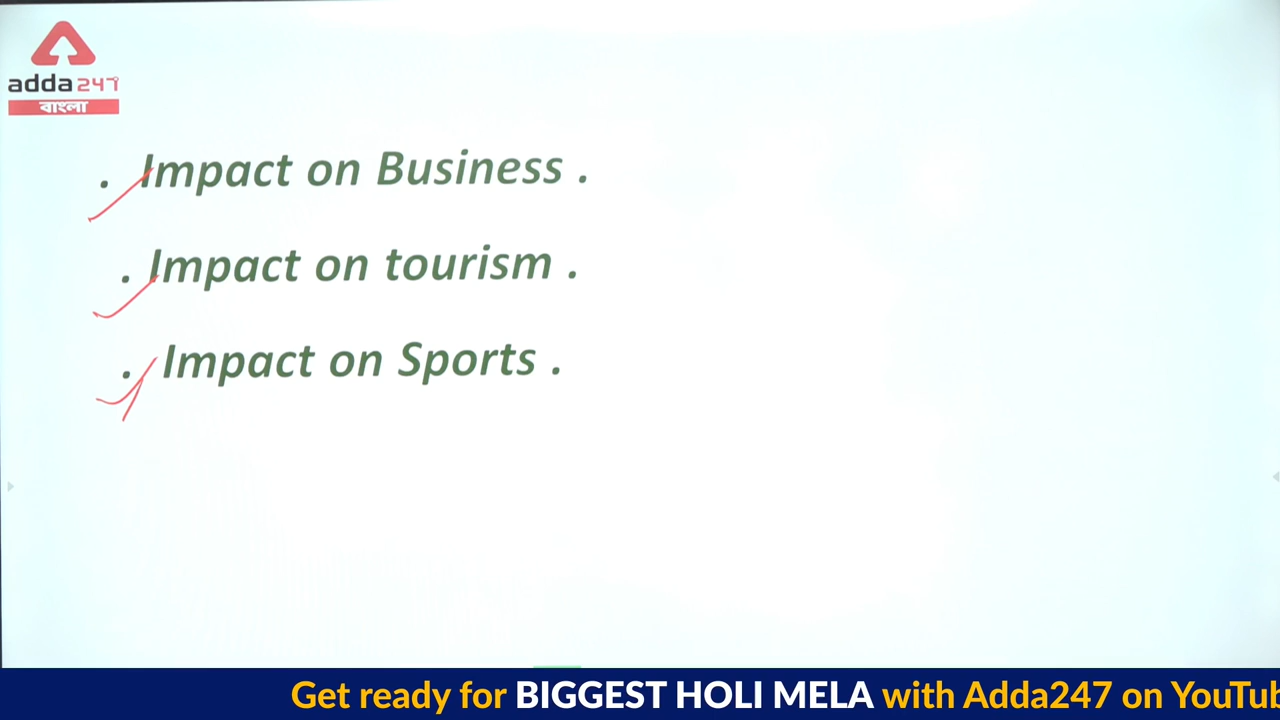 adda247
বাংলা
. Impact on Business .
. Impact on tourism .
. Impact on Sports .
Get ready for BIGGEST HOLI MELA with Adda247 on YouTub